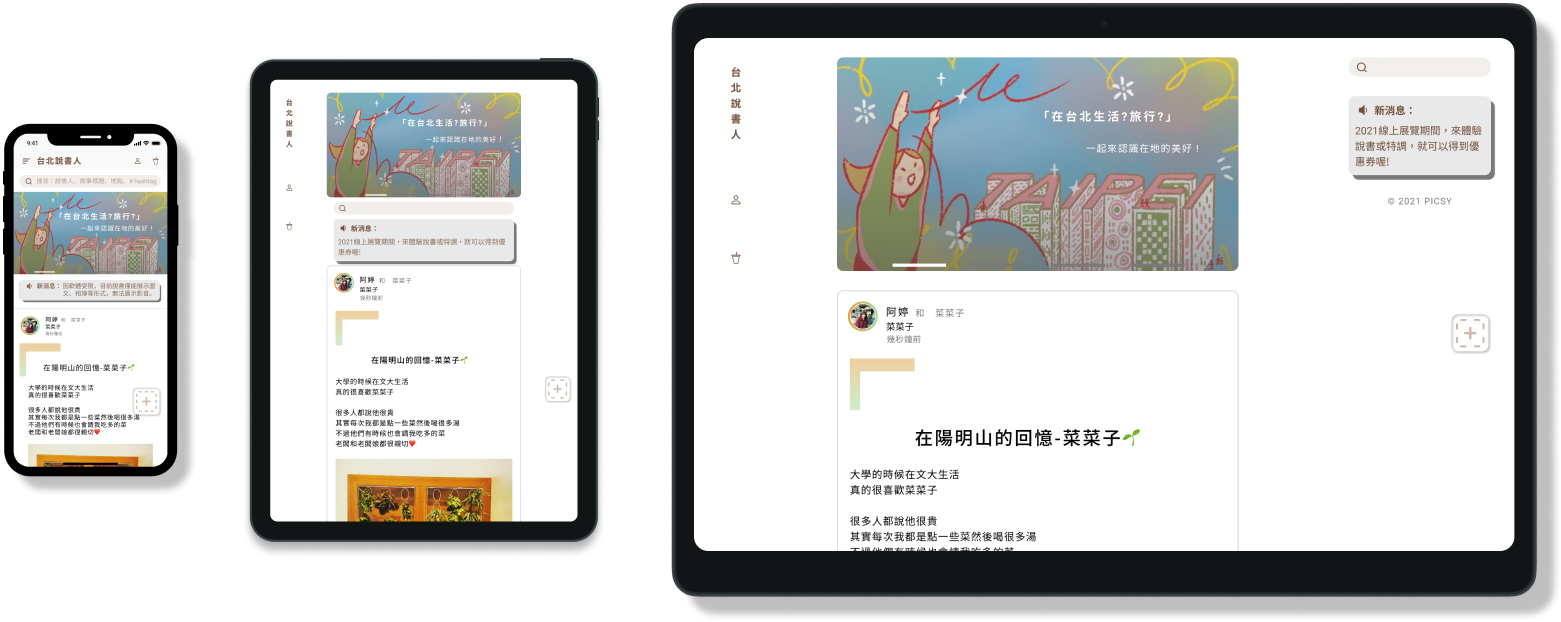 9:41
台北說書人
搜尋：說書人、故事標題、地點、#hashtag
「在台北生活?旅行?」
一起來認識在地的美好！
TAIPEI
新消息：因軟體受限，目前說書僅能展示圖
文、相簿等形式，無法展示影音。
阿婷 和 菜菜子
菜菜子
幾秒鐘前
在陽明山的回憶-菜菜子🌱
大學的時候在文大生活
真的很喜歡菜菜子
很多人都說他很貴
其實每次我都是點一些菜然後喝很多湯
不過他們有時候也會請我吃多的菜
老闆和老闆娘都很親切❤️
台北說書人
「在台北生活?旅行?」
一起來認識在地的美好！
TAIPEI
新消息：
2021線上展覽期間，來體驗說書或特調，就可以得到優
惠券喔!
阿婷 和 菜菜子
菜菜子
幾秒鐘前
在陽明山的回憶-菜菜子🌱
大學的時候在文大生活
真的很喜歡菜菜子
很多人都說他很貴
其實每次我都是點一些菜然後喝很多湯
不過他們有時候也會請我吃多的菜
老闆和老闆娘都很親切❤️
台北說書人
「在台北生活?旅行?」
一起來認識在地的美好！
TAIPEI
新消息：
2021線上展覽期間，來體驗
說書或特調，就可以得到優
惠券喔!
© 2021 PICSY
阿婷 和 菜菜子
菜菜子
幾秒鐘前
在陽明山的回憶-菜菜子🌱
大學的時候在文大生活
真的很喜歡菜菜子
很多人都說他很貴
其實每次我都是點一些菜然後喝很多湯
不過他們有時候也會請我吃多的菜